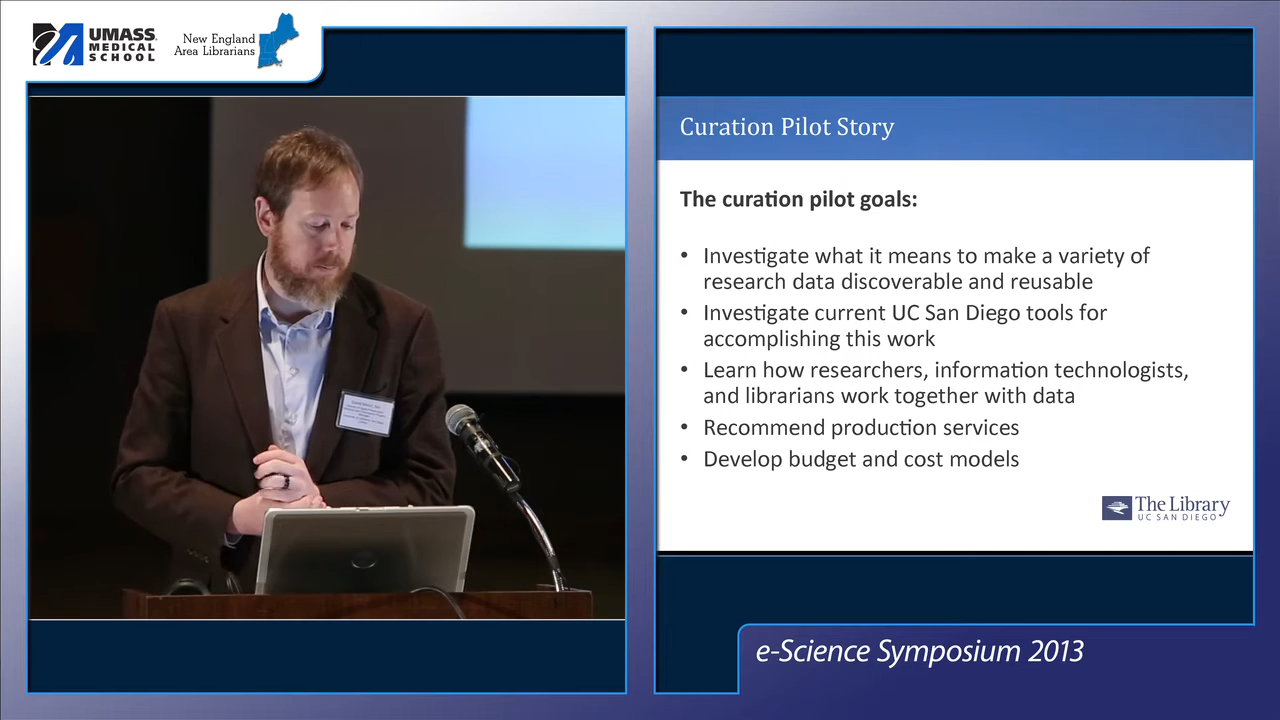 UMASS
MEDICAL
SCHOOL
New England
Area Librarians
Curation Pilot Story
The curation pilot goals:
• Investigate what it means to make a variety of
research data discoverable and reusable
• Investigate current UC San Diego tools for
accomplishing this work
• Learn how researchers, information technologists,
and librarians work together with data
• Recommend production services
• Develop budget and cost models
The Library
UC SAN DIEGO
e-Science Symposium 2013